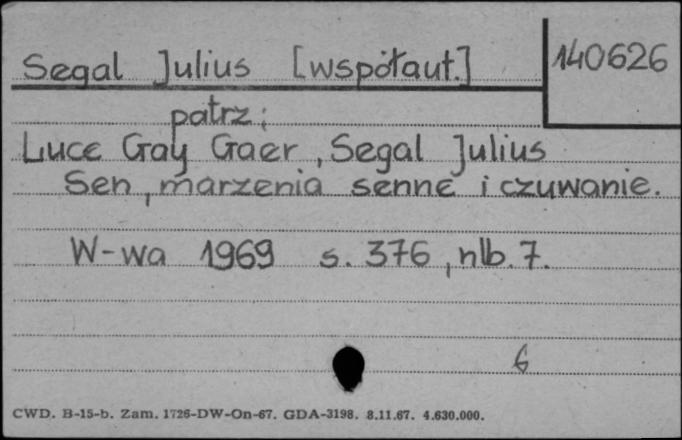 Segal Julius [współaut.] 140626
patrz:
Luce Gay Gaer, Segal Julius
Sen, marzenia senne i czuwanie.
W-wa 1969 s. 376, nlb. 7.
6
CWD. B-15-b. Zam. 1726-DW-On-67. GDA-3198. 8.11.67. 4.630.000.